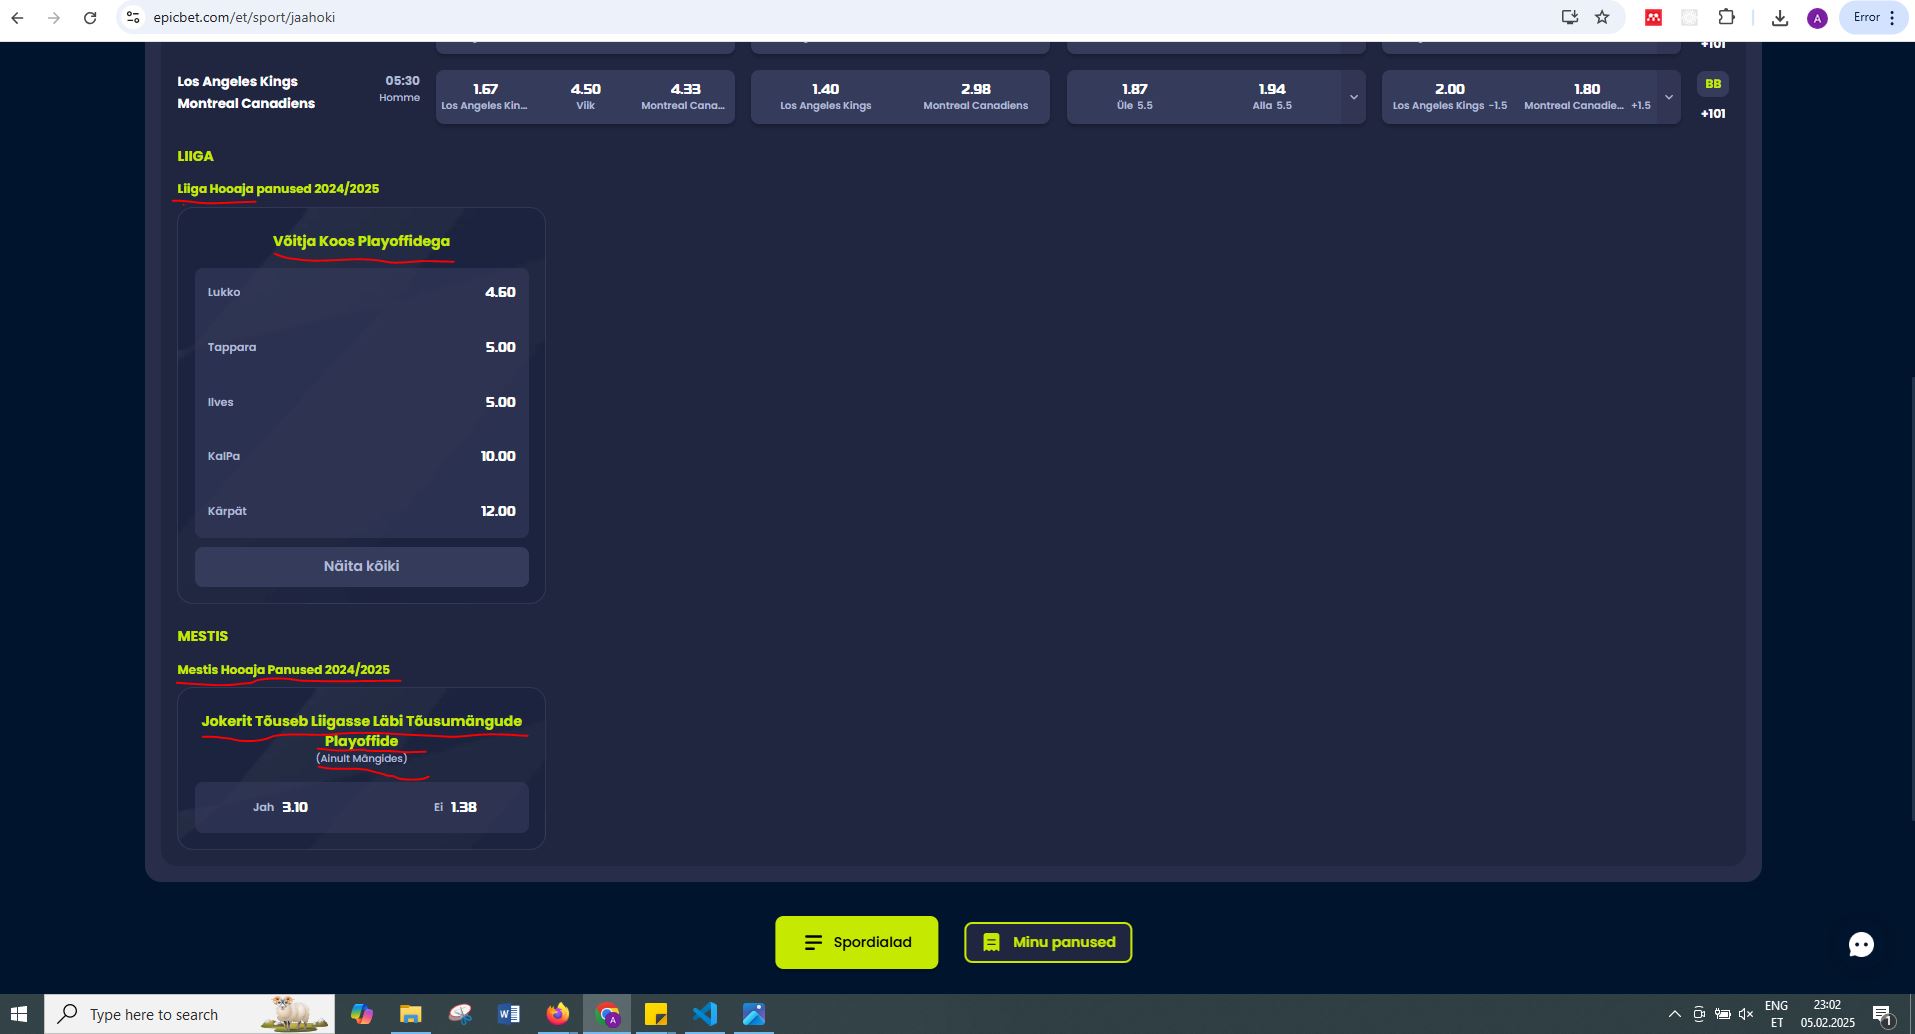 epicbet.com/et/sport/jaahoki
Error
+101
Los Angeles Kings
Montreal Canadiens
05:30
Homme
1.67
Los Angeles Kin...
4.50
Viik
4.33
Montreal Cana...
1.40
Los Angeles Kings
2.98
Montreal Canadiens
1.87
Üle 5.5
1.94
Alla 5.5
2.00
Los Angeles Kings -1.5
1.80
Montreal Canadie... +1.5
BB
+101
LIIGA
Liiga Hooaja panused 2024/2025
Võitja Koos Playoffidega
Lukko 4.60
Tappara 5.00
Ilves 5.00
KalPa 10.00
Kärpät 12.00
Näita kõiki
MESTIS
Mestis Hooaja Panused 2024/2025
Jokerit Tõuseb Liigasse Läbi Tõusumängude
Playoffide
(Ainult Mängides)
Jah 3.10 Ei 1.38
Spordialad
Minu panused
Type here to search
ENG
ET
23:02
05.02.2025
1